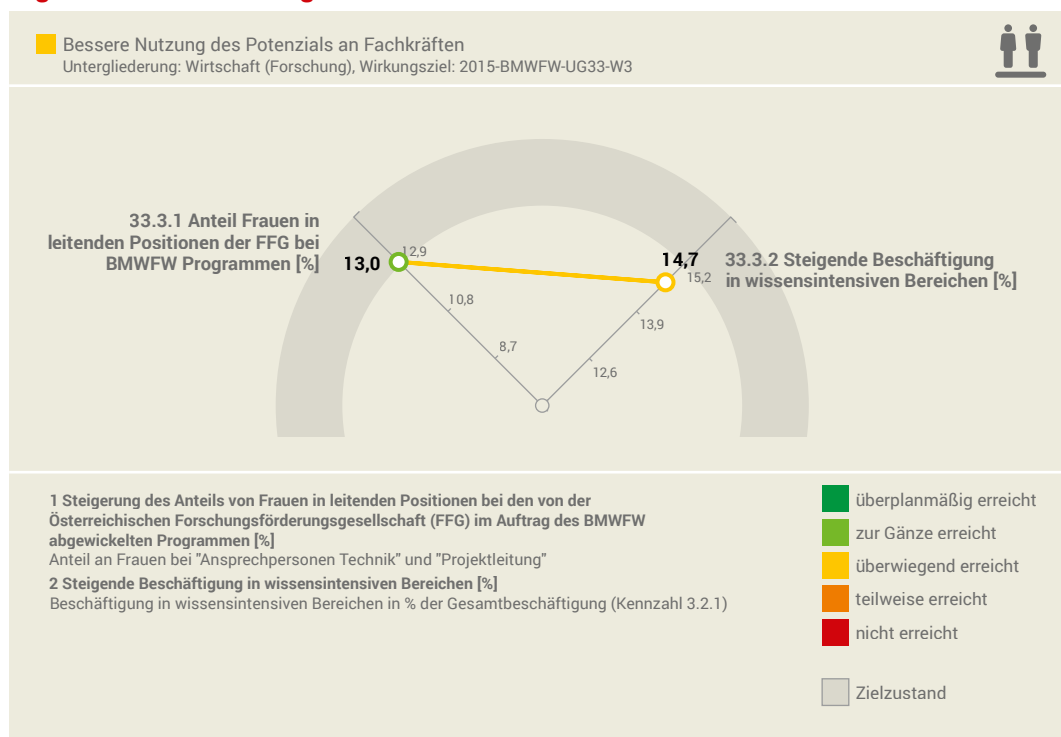 Bessere Nutzung des Potenzials an Fachkräften
Untergliederung: Wirtschaft (Forschung), Wirkungsziel: 2015-BMWFW-UG33-W3
33.3.1 Anteil Frauen in
leitenden Positionen der FFG bei
BMWFW Programmen [%]
13,0
12,9
10,8
8,7
14,7
15,2
13,9
12,6
33.3.2 Steigende Beschäftigung
in wissensintensiven Bereichen [%]
1 Steigerung des Anteils von Frauen in leitenden Positionen bei den von der
Österreichischen Forschungsförderungsgesellschaft (FFG) im Auftrag des BMWFW
abgewickelten Programmen [%]
Anteil an Frauen bei "Ansprechpersonen Technik" und "Projektleitung"
2 Steigende Beschäftigung in wissensintensiven Bereichen [%]
Beschäftigung in wissensintensiven Bereichen in % der Gesamtbeschäftigung (Kennzahl 3.2.1)
überplanmäßig erreicht
zur Gänze erreicht
überwiegend erreicht
teilweise erreicht
nicht erreicht
Zielzustand